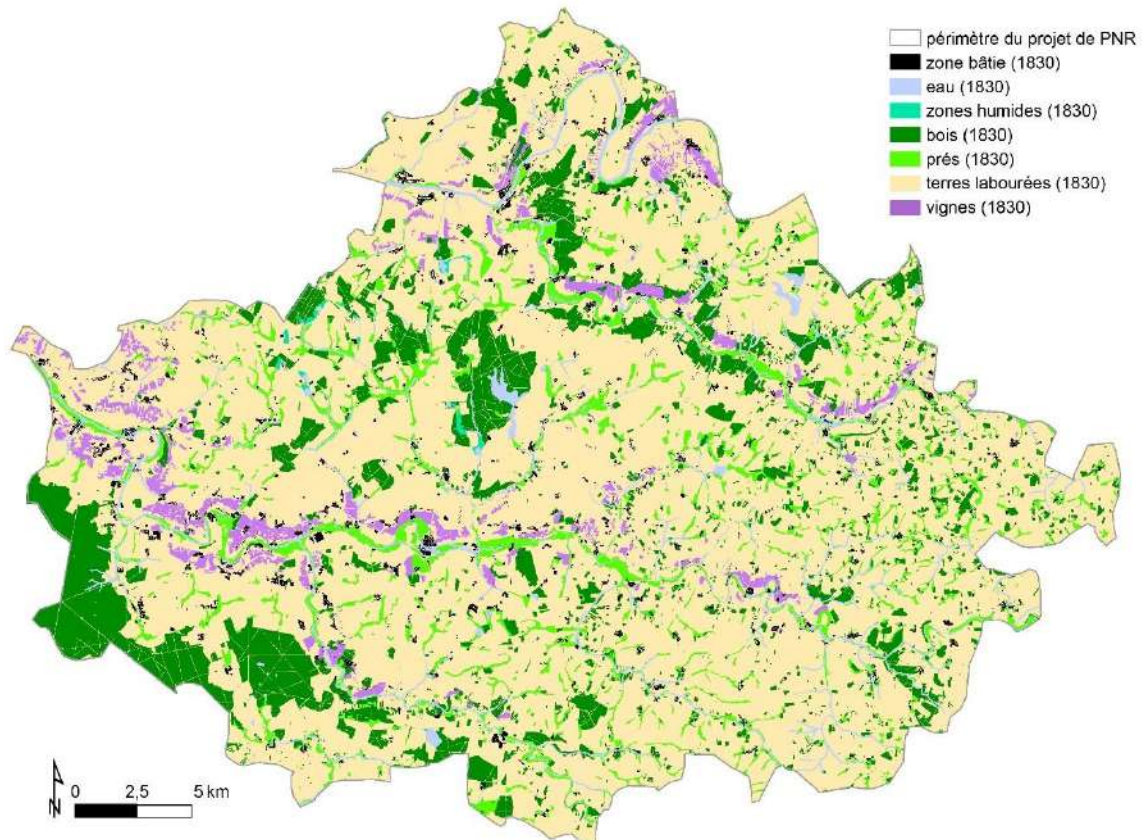 périmètre du projet de PNR
zone bâtie (1830)
eau (1830)
zones humides (1830)
bois (1830)
prés (1830)
terres labourées (1830)
vignes (1830)
N
0 2,5 5 km